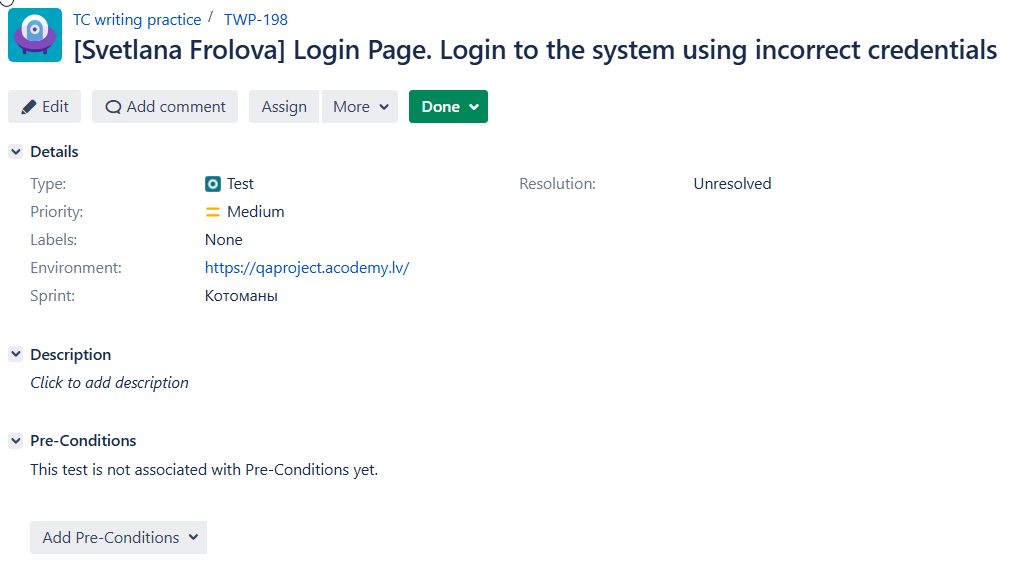 TC writing practice / TWP-198
[Svetlana Frolova] Login Page. Login to the system using incorrect credentials
Edit Add comment Assign More Done
Details
Type: Test Resolution: Unresolved
Priority: Medium
Labels: None
Environment: https://qaproject.acodemy.lv/
Sprint: Котоманы
Description
Click to add description
Pre-Conditions
This test is not associated with Pre-Conditions yet.
Add Pre-Conditions